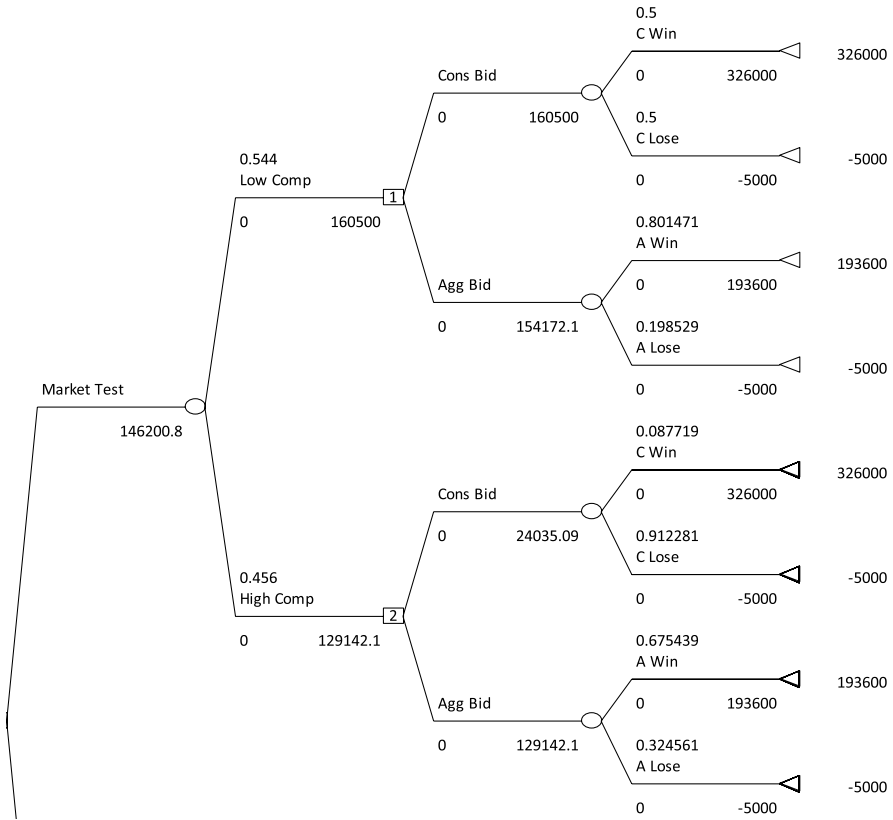 0.5
C Win
326000
Cons Bid
0 326000
0 160500
0.5
C Lose
-5000
0.544
Low Comp
0 -5000
1
0 160500
0.801471
A Win
193600
Agg Bid
0 193600
0 154172.1
0.198529
A Lose
-5000
Market Test
0 -5000
146200.8
0.087719
C Win
326000
Cons Bid
0 326000
0 24035.09
0.912281
C Lose
-5000
0.456
High Comp
0 -5000
2
0 129142.1
0.675439
A Win
193600
Agg Bid
0 193600
0 129142.1
0.324561
A Lose
-5000
0 -5000